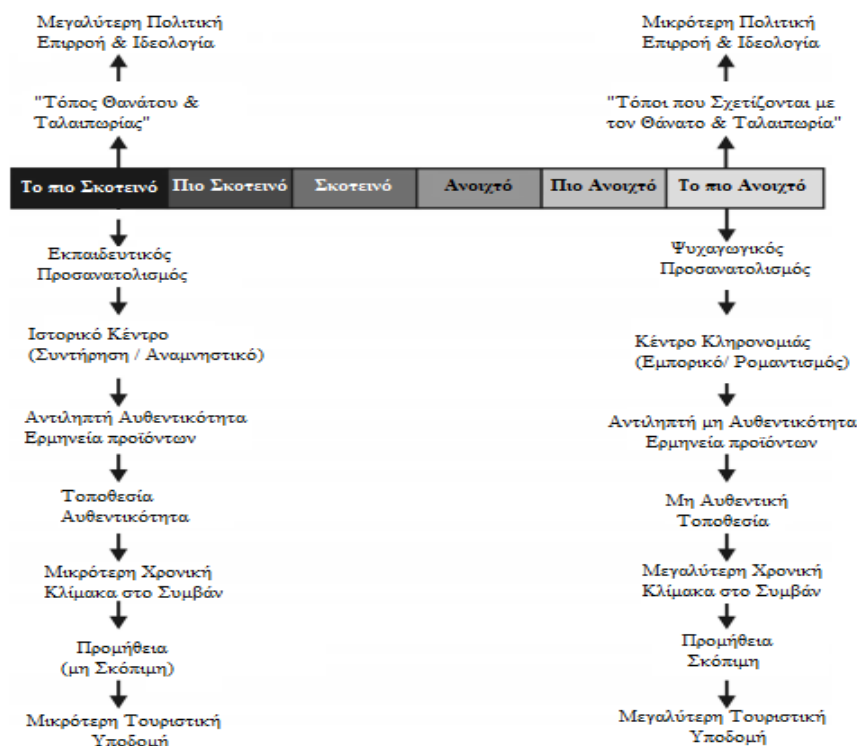 Μεγαλύτερη Πολιτική
Επιρροή & Ιδεολογία
Μικρότερη Πολιτική
Επιρροή & Ιδεολογία
"Τόπος Θανάτου &
Ταλαιπωρίας"
"Τόποι που Σχετίζονται με
τον Θάνατο & Ταλαιπωρία"
Το πιο Σκοτεινό
Πιο Σκοτεινό
Σκοτεινό
Ανοιχτό
Πιο Ανοιχτό
Το πιο Ανοιχτό
Εκπαιδευτικός
Προσανατολισμός
Ιστορικό Κέντρο
(Συντήρηση / Αναμνηστικό)
Αντιληπτή Αυθεντικότητα
Ερμηνεία προϊόντων
Τοποθεσία
Αυθεντικότητα
Μικρότερη Χρονική
Κλίμακα στο Συμβάν
Προμήθεια
(μη Σκόπιμη)
Μικρότερη Τουριστική
Υποδομή
Ψυχαγωγικός
Προσανατολισμός
Κέντρο Κληρονομιάς
(Εμπορικό/ Ρομαντισμός)
Αντιληπτή μη Αυθεντικότητα
Ερμηνεία προϊόντων
Μη Αυθεντική
Τοποθεσία
Μεγαλύτερη Χρονική
Κλίμακα στο Συμβάν
Προμήθεια
Σκόπιμη
Μεγαλύτερη Τουριστική
Υποδομή